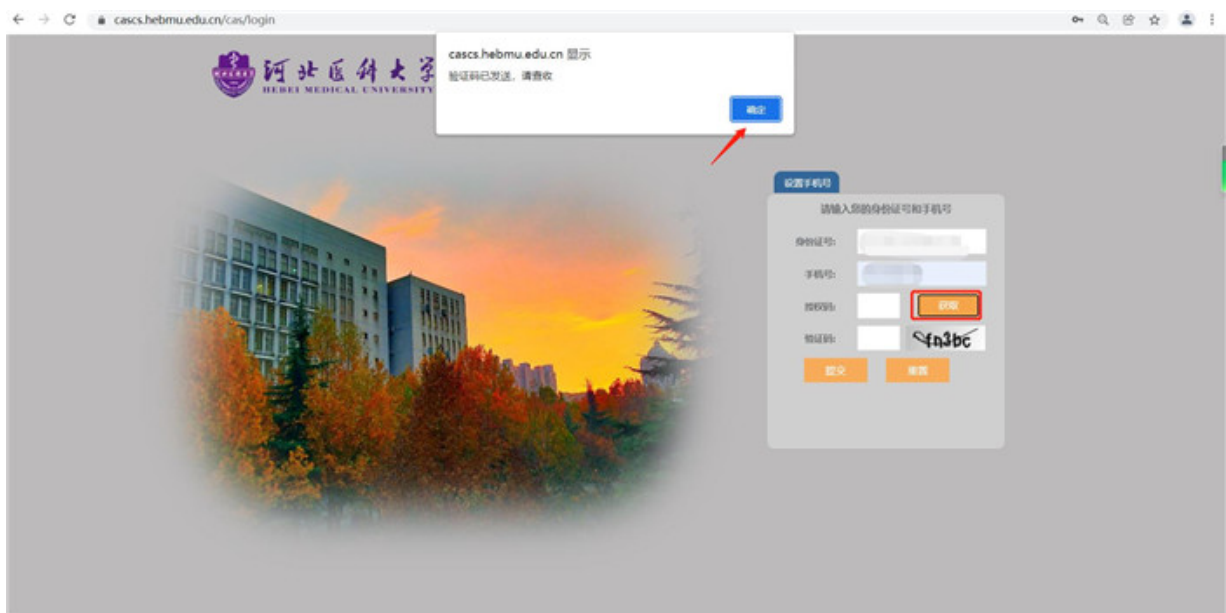 cascs.hebmu.edu.cn/cas/login
河北医科大学
HEBEI MEDICAL UNIVERSITY
cascs.hebmu.edu.cn 显示
验证码已发送，请查收
确定
设置手机号
请输入您的身份证号和手机号
身份证号:
手机号:
授权码:
获取
验证码:
fn3bc
提交
重置